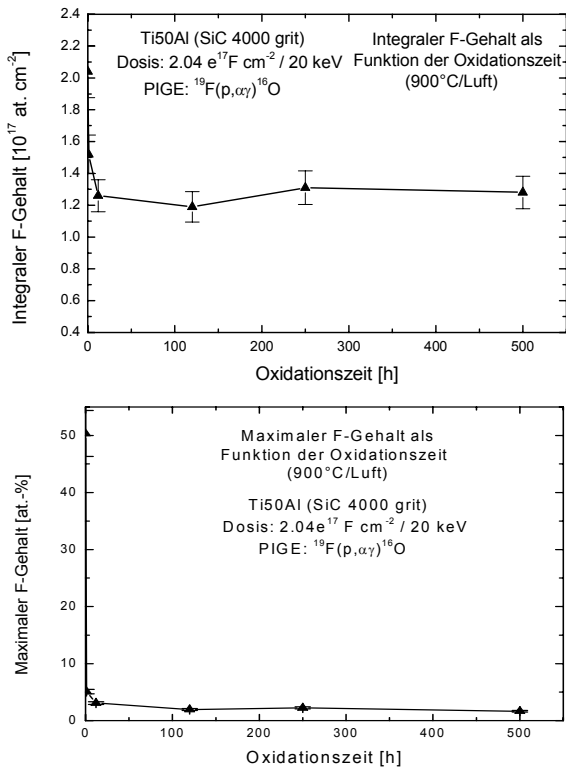 2.4
2.2
2.0
1.8
1.6
1.4
1.2
1.0
0.8
0.6
0.4
Integraler F-Gehalt [10¹⁷ at. cm⁻²]
Ti50Al (SiC 4000 grit)
Dosis: 2.04 e¹⁷F cm⁻² / 20 keV
PIGE: ¹⁹F(p,αγ)¹⁶O
Integraler F-Gehalt als
Funktion der Oxidationszeit
(900°C/Luft)
0 100 200 300 400 500
Oxidationszeit [h]
50
40
30
20
10
0
Maximaler F-Gehalt [at.-%]
Maximaler F-Gehalt als
Funktion der Oxidationszeit
(900°C/Luft)
Ti50Al (SiC 4000 grit)
Dosis: 2.04e¹⁷ F cm⁻² / 20 keV
PIGE: ¹⁹F(p,αγ)¹⁶O
0 100 200 300 400 500
Oxidationszeit [h]